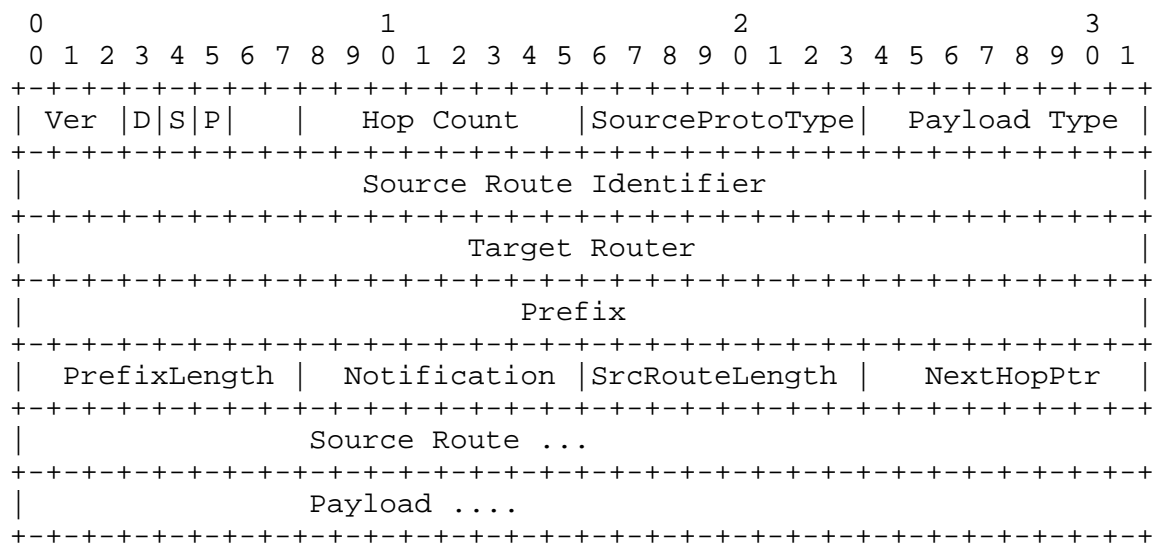 0                   1                   2                   3
 0 1 2 3 4 5 6 7 8 9 0 1 2 3 4 5 6 7 8 9 0 1 2 3 4 5 6 7 8 9 0 1
+-+-+-+-+-+-+-+-+-+-+-+-+-+-+-+-+-+-+-+-+-+-+-+-+-+-+-+-+-+-+-+-+
| Ver |D|S|P|   |   Hop Count   |SourceProtoType|  Payload Type |
+-+-+-+-+-+-+-+-+-+-+-+-+-+-+-+-+-+-+-+-+-+-+-+-+-+-+-+-+-+-+-+-+
|                   Source Route Identifier                     |
+-+-+-+-+-+-+-+-+-+-+-+-+-+-+-+-+-+-+-+-+-+-+-+-+-+-+-+-+-+-+-+-+
|                         Target Router                         |
+-+-+-+-+-+-+-+-+-+-+-+-+-+-+-+-+-+-+-+-+-+-+-+-+-+-+-+-+-+-+-+-+
|                            Prefix                             |
+-+-+-+-+-+-+-+-+-+-+-+-+-+-+-+-+-+-+-+-+-+-+-+-+-+-+-+-+-+-+-+-+
|  PrefixLength |  Notification |SrcRouteLength |   NextHopPtr  |
+-+-+-+-+-+-+-+-+-+-+-+-+-+-+-+-+-+-+-+-+-+-+-+-+-+-+-+-+-+-+-+-+
|                Source Route ...
+-+-+-+-+-+-+-+-+-+-+-+-+-+-+-+-+-+-+-+-+-+-+-+-+-+-+-+-+-+-+-+-+
|                Payload ....
+-+-+-+-+-+-+-+-+-+-+-+-+-+-+-+-+-+-+-+-+-+-+-+-+-+-+-+-+-+-+-+-+